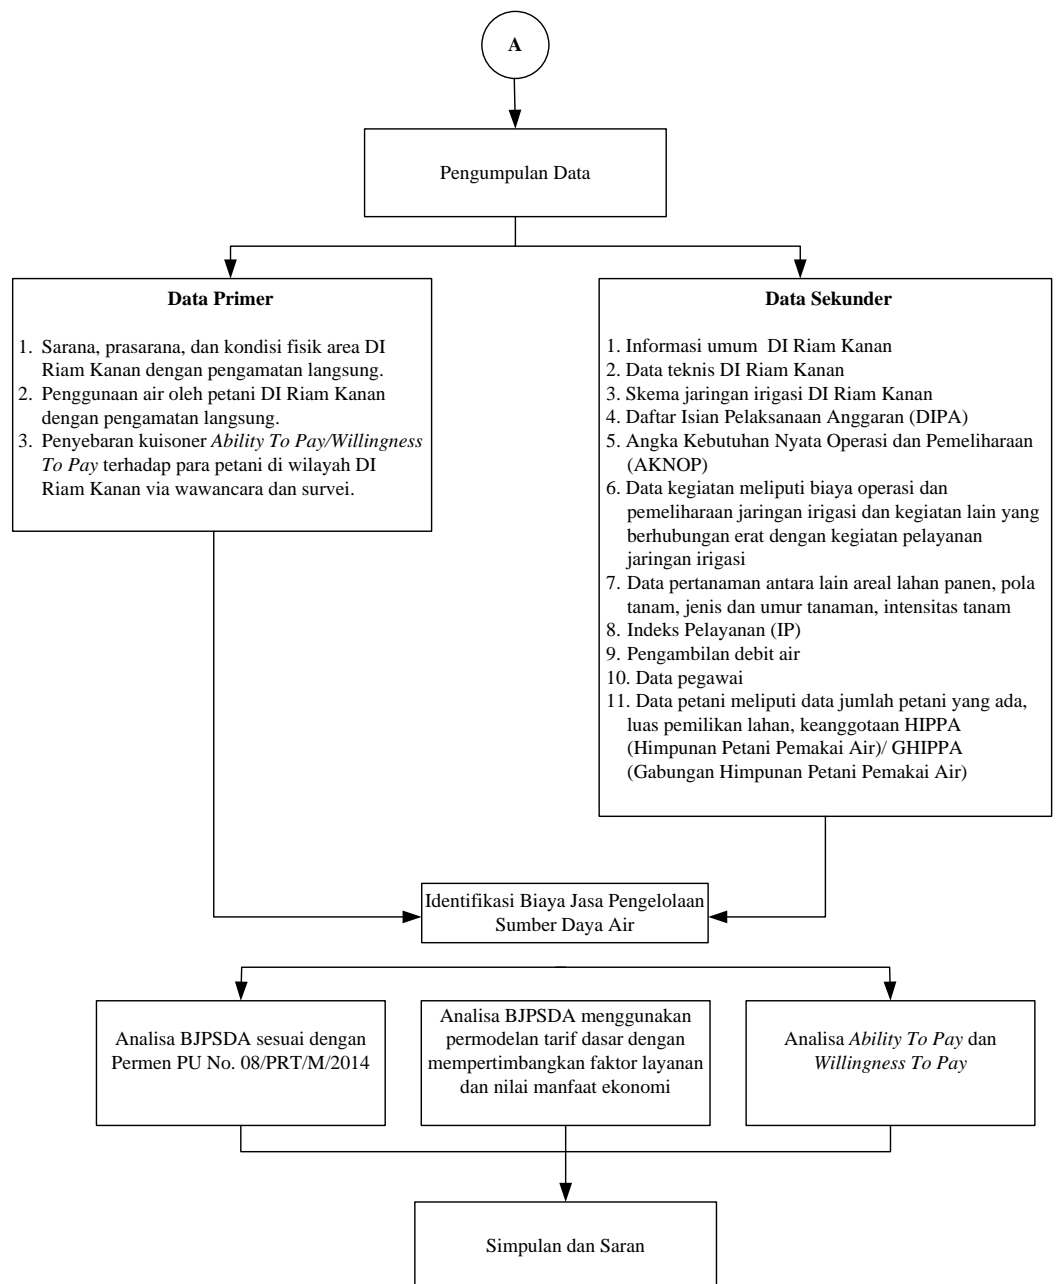 A
Pengumpulan Data
Data Primer
1. Sarana, prasarana, dan kondisi fisik area DI
Riam Kanan dengan pengamatan langsung.
2. Penggunaan air oleh petani DI Riam Kanan
dengan pengamatan langsung.
3. Penyebaran kuisoner Ability To Pay/Willingness
To Pay terhadap para petani di wilayah DI
Riam Kanan via wawancara dan survei.
Data Sekunder
1. Informasi umum DI Riam Kanan
2. Data teknis DI Riam Kanan
3. Skema jaringan irigasi DI Riam Kanan
4. Daftar Isian Pelaksanaan Anggaran (DIPA)
5. Angka Kebutuhan Nyata Operasi dan Pemeliharaan
(AKNOP)
6. Data kegiatan meliputi biaya operasi dan
pemeliharaan jaringan irigasi dan kegiatan lain yang
berhubungan erat dengan kegiatan pelayanan
jaringan irigasi
7. Data pertanaman antara lain areal lahan panen, pola
tanam, jenis dan umur tanaman, intensitas tanam
8. Indeks Pelayanan (IP)
9. Pengambilan debit air
10. Data pegawai
11. Data petani meliputi data jumlah petani yang ada,
luas pemilikan lahan, keanggotaan HIPPA
(Himpunan Petani Pemakai Air)/ GHIPPA
(Gabungan Himpunan Petani Pemakai Air)
Identifikasi Biaya Jasa Pengelolaan
Sumber Daya Air
Analisa BJPSDA sesuai dengan
Permen PU No. 08/PRT/M/2014
Analisa BJPSDA menggunakan
permodelan tarif dasar dengan
mempertimbangkan faktor layanan
dan nilai manfaat ekonomi
Analisa Ability To Pay dan
Willingness To Pay
Simpulan dan Saran